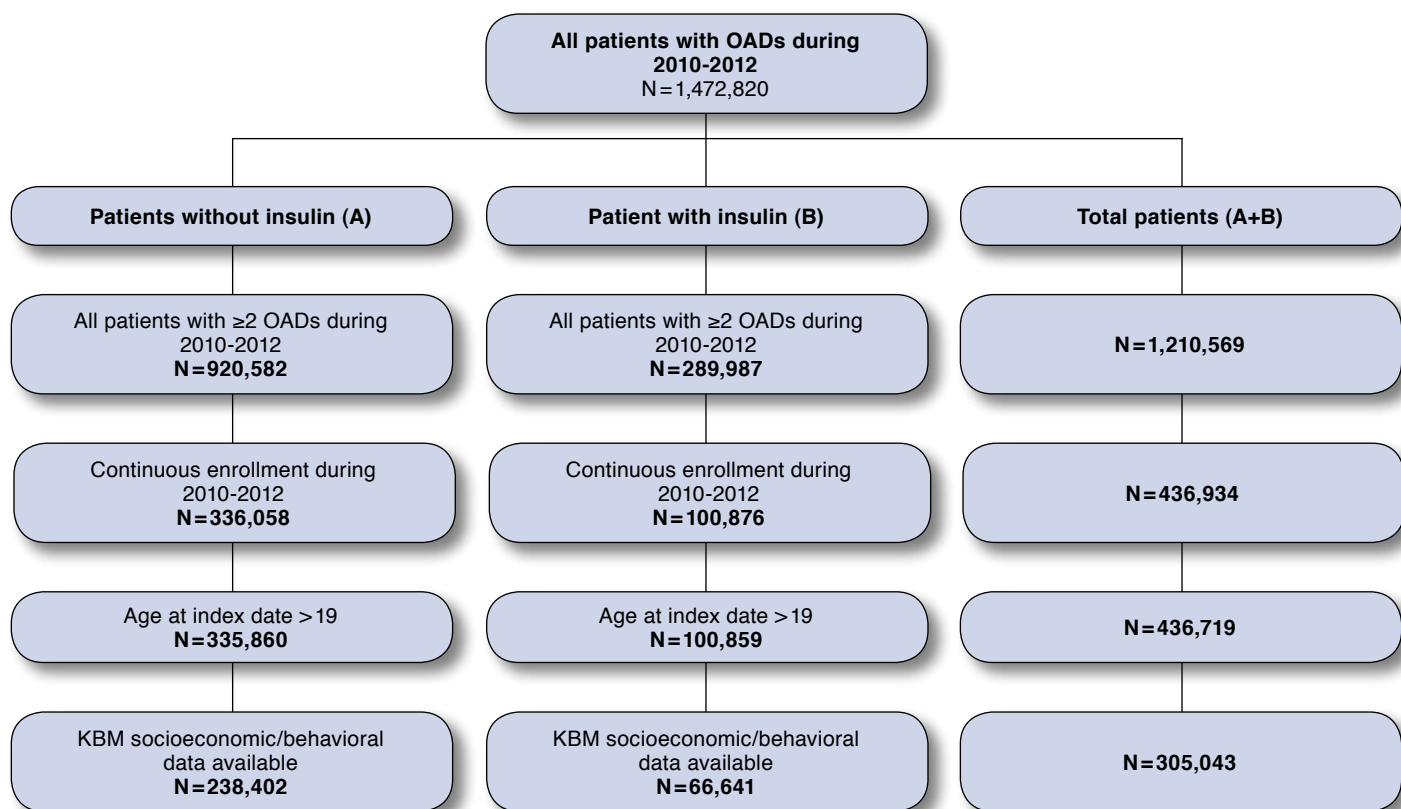 All patients with OADs during
2010-2012
N=1,472,820
Patients without insulin (A)
Patient with insulin (B)
Total patients (A+B)
All patients with ≥2 OADs during
2010-2012
N=920,582
All patients with ≥2 OADs during
2010-2012
N=289,987
N=1,210,569
Continuous enrollment during
2010-2012
N=336,058
Continuous enrollment during
2010-2012
N=100,876
N=436,934
Age at index date >19
N=335,860
Age at index date >19
N=100,859
N=436,719
KBM socioeconomic/behavioral
data available
N=238,402
KBM socioeconomic/behavioral
data available
N=66,641
N=305,043